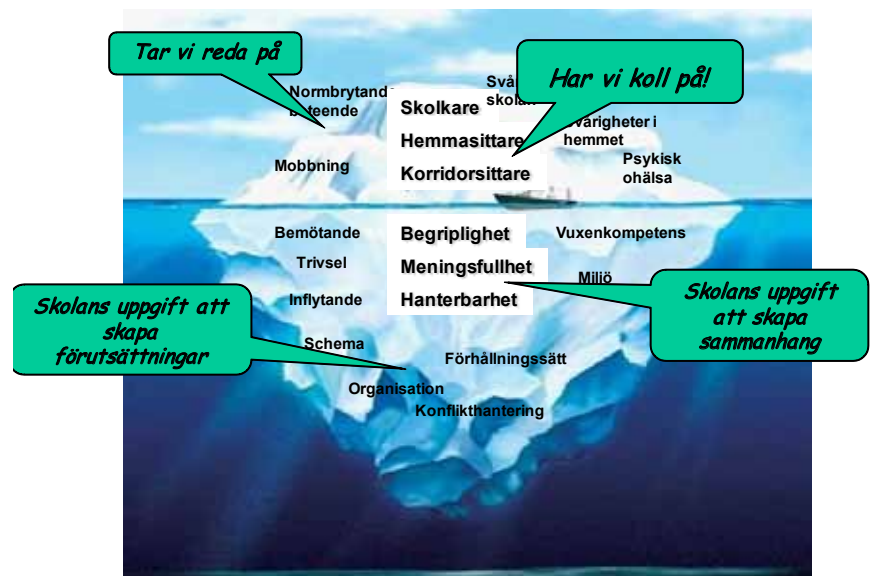 Tar vi reda på
Har vi koll på!
Normbrytande
beteende
skolan
Skolkare
Hemmasittare
Korridorsittare
Svårigheter i
hemmet
Mobbning
Psykisk
ohälsa
Bemötande
Begriplighet
Vuxenkompetens
Trivsel
Meningsfullhet
Miljö
Inflytande
Hanterbarhet
Skolans uppgift att
skapa
förutsättningar
Skolans uppgift
att skapa
sammanhang
Schema
Förhållningssätt
Organisation
Konflikthantering